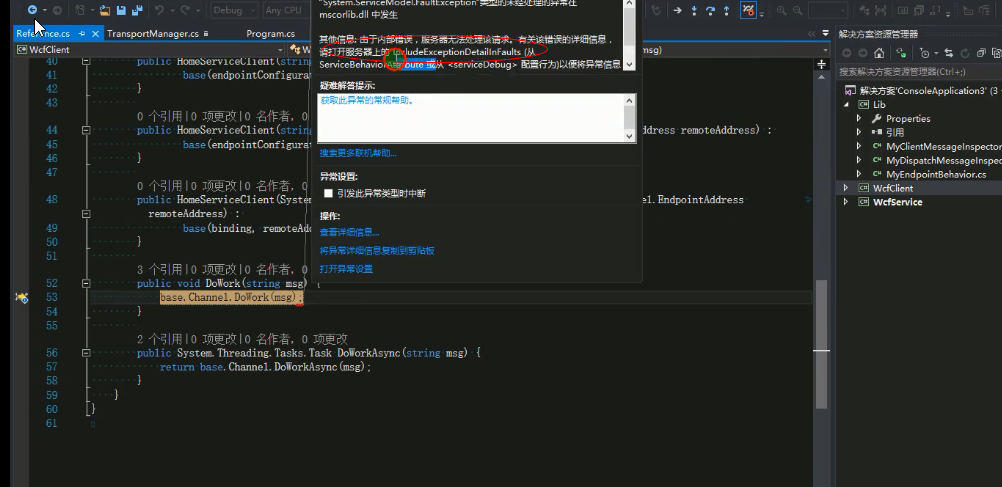 Debug
Any CPU
Reference.cs
TransportManager.cs
Program.cs
WcfClient
msg)
"System.ServiceModel.FaultException"类型的未经处理的异常在
mscorlib.dll 中发生
其他信息: 由于内部错误，服务器无法处理该请求。有关该错误的详细信息，
请打开服务器上的 IncludeExceptionDetailInFaults (从
ServiceBehavior
ribute 或从 <serviceDebug> 配置行为)以便将异常信息
疑难解答提示:
获取此异常的常规帮助。
搜索更多联机帮助...
异常设置:
引发此异常类型时中断
操作:
查看详细信息...
将异常详细信息复制到剪贴板
打开异常设置
40 public HomeServiceClient(string
41 base(endpointConfigura
42 }
43
0 个引用|0 项更改|0 名作者，0
44 public HomeServiceClient(string address remoteAddress) :
45 base(endpointConfigurat
46 }
47
0 个引用|0 项更改|0 名作者，0
48 public HomeServiceClient(System el.EndpointAddress
remoteAddress) :
49 base(binding, remoteAdd
50 }
51
3 个引用|0 项更改|0 名作者，0
52 public void DoWork(string msg) {
53 base.Channel.DoWork(msg);
54 }
55
2 个引用|0 项更改|0 名作者，0 项更改
56 public System.Threading.Tasks.Task DoWorkAsync(string msg) {
57 return base.Channel.DoWorkAsync(msg);
58 }
59 }
60 }
61
解决方案资源管理器
搜索解决方案资源管理器(Ctrl+;)
解决方案'ConsoleApplication3' (3
Lib
Properties
引用
MyClientMessageInspector
MyDispatchMessageInspe
MyEndpointBehavior.cs
WcfClient
WcfService